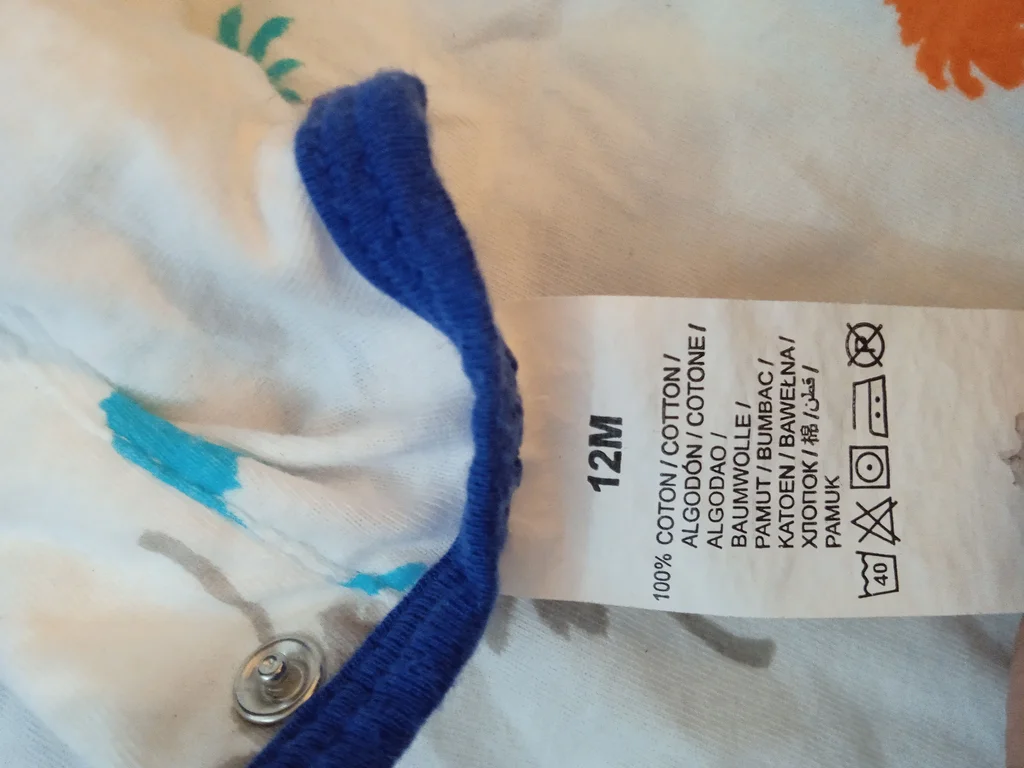 12M
100% COTON / COTTON /
ALGODÓN / COTONE /
ALGODAO /
BAUMWOLLE /
PAMUT / BUMBAC /
KATOEN / BAWEŁNA /
ХЛОПОК / 棉 / قطن /
PAMUK
40
P